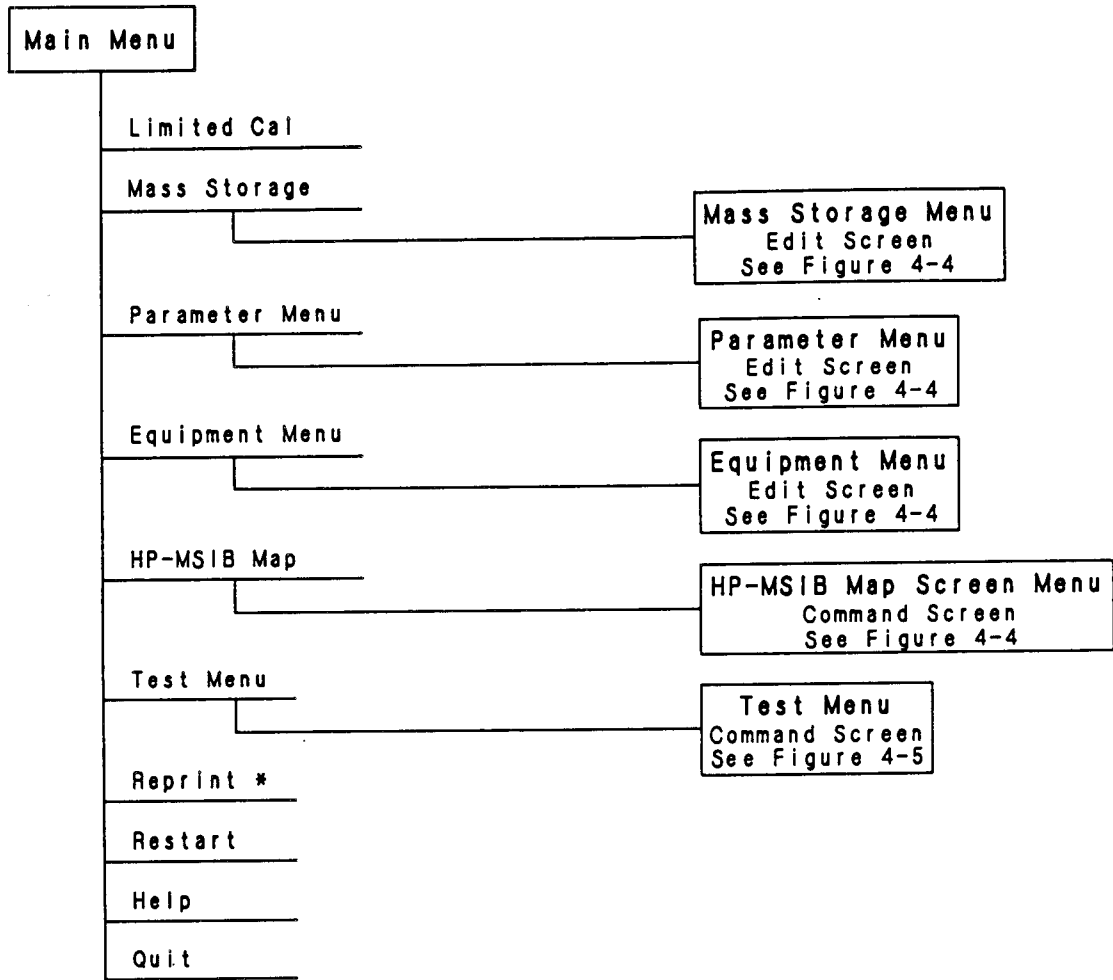 Main Menu
Limited Cal
Mass Storage
Mass Storage Menu
Edit Screen
See Figure 4-4
Parameter Menu
Parameter Menu
Edit Screen
See Figure 4-4
Equipment Menu
Equipment Menu
Edit Screen
See Figure 4-4
HP-MSIB Map
HP-MSIB Map Screen Menu
Command Screen
See Figure 4-4
Test Menu
Test Menu
Command Screen
See Figure 4-5
Reprint *
Restart
Help
Quit